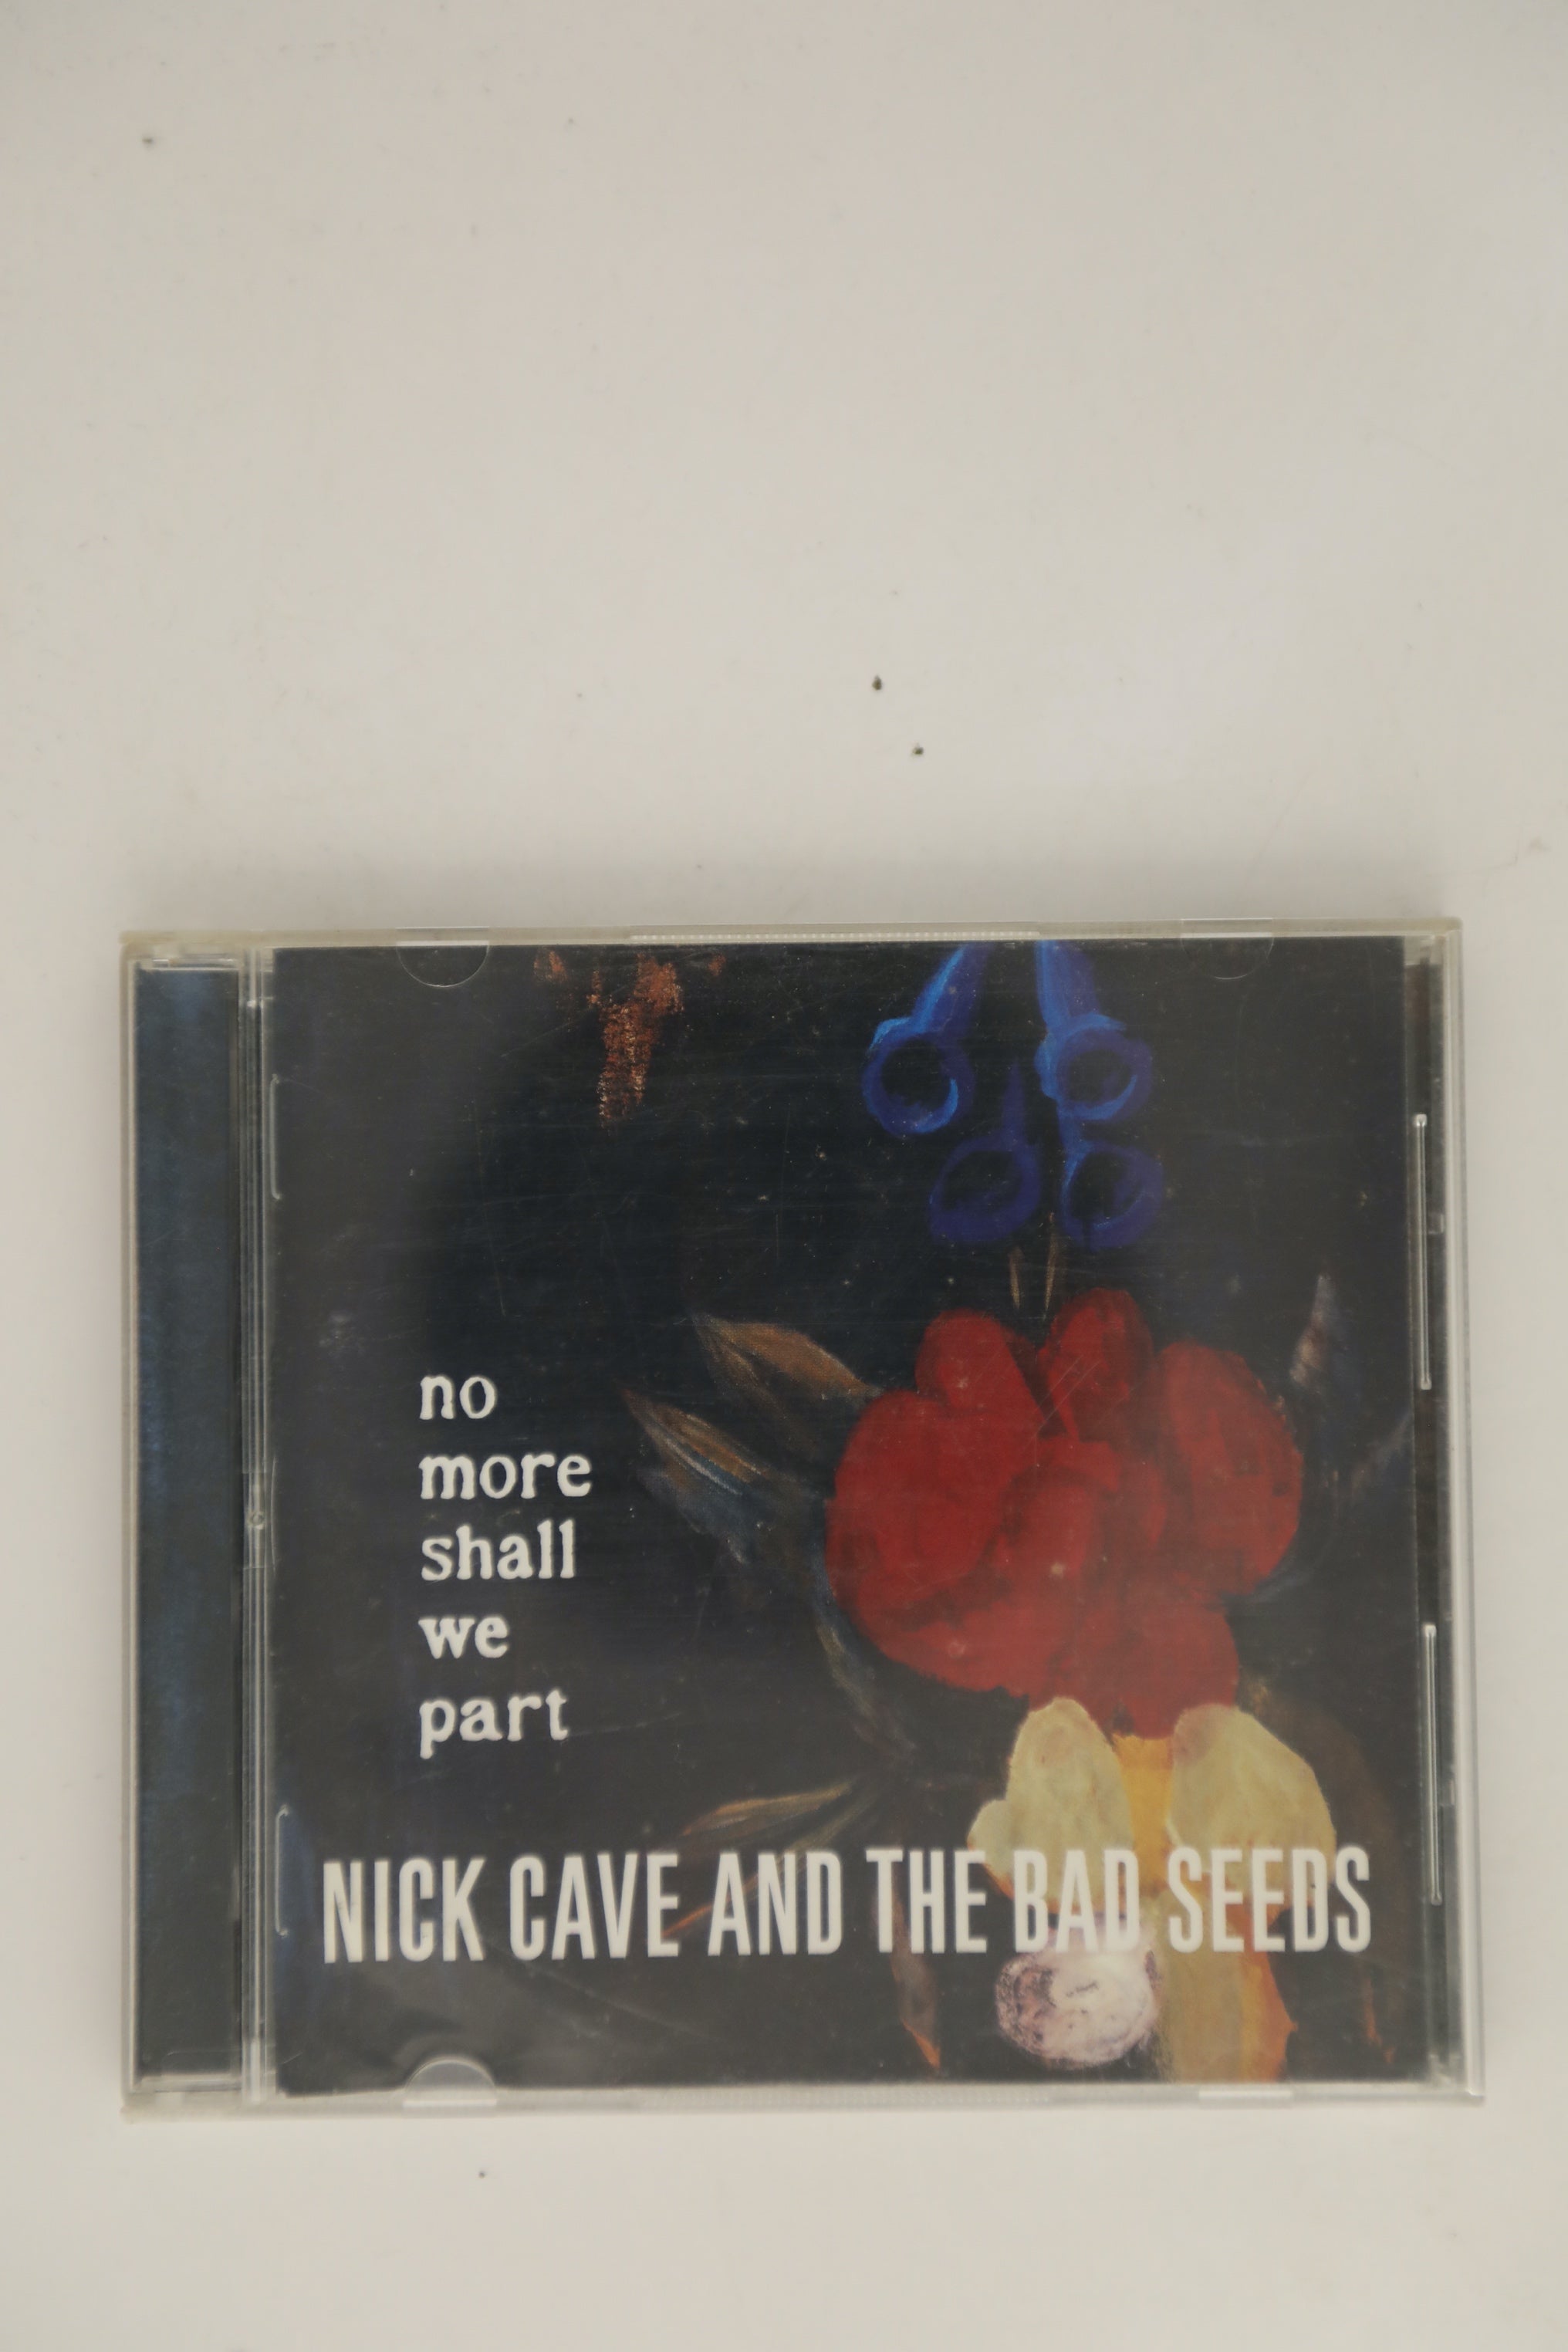 no
more
shall
we
part
NICK CAVE AND THE BAD SEEDS